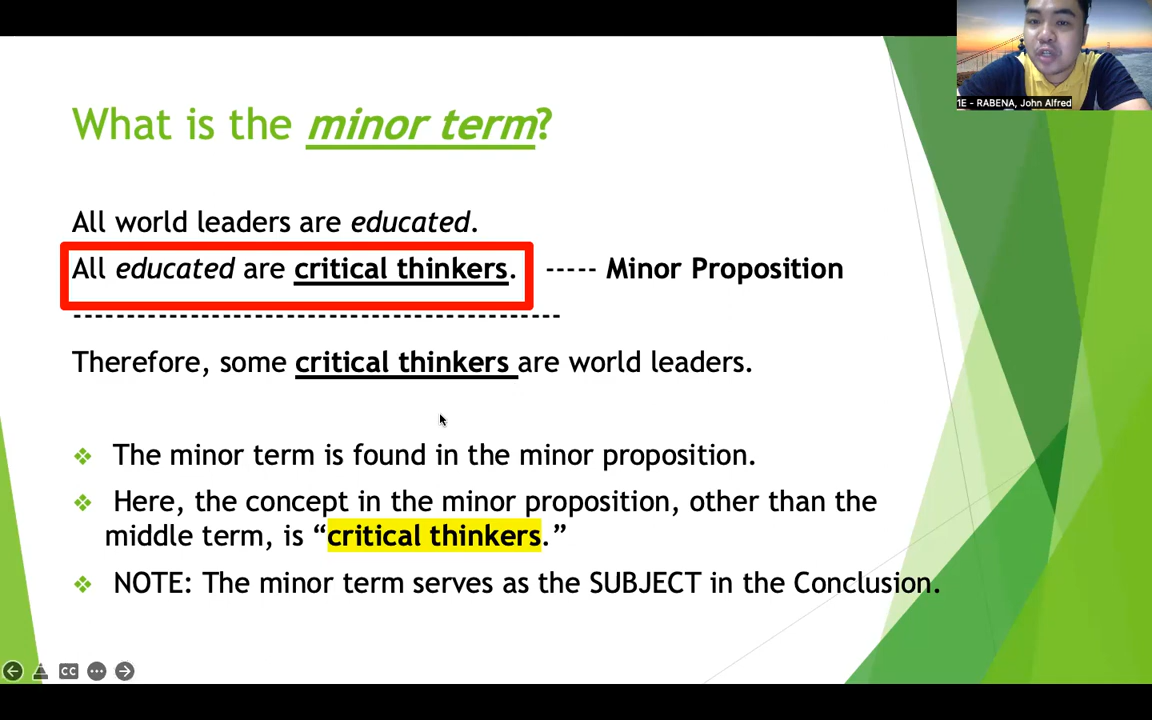 1E - RABENA, John Alfred
What is the minor term?
All world leaders are educated.
All educated are critical thinkers. ----- Minor Proposition
----------------------------------------------
Therefore, some critical thinkers are world leaders.
❖ The minor term is found in the minor proposition.
❖ Here, the concept in the minor proposition, other than the
middle term, is “critical thinkers.”
❖ NOTE: The minor term serves as the SUBJECT in the Conclusion.
CC